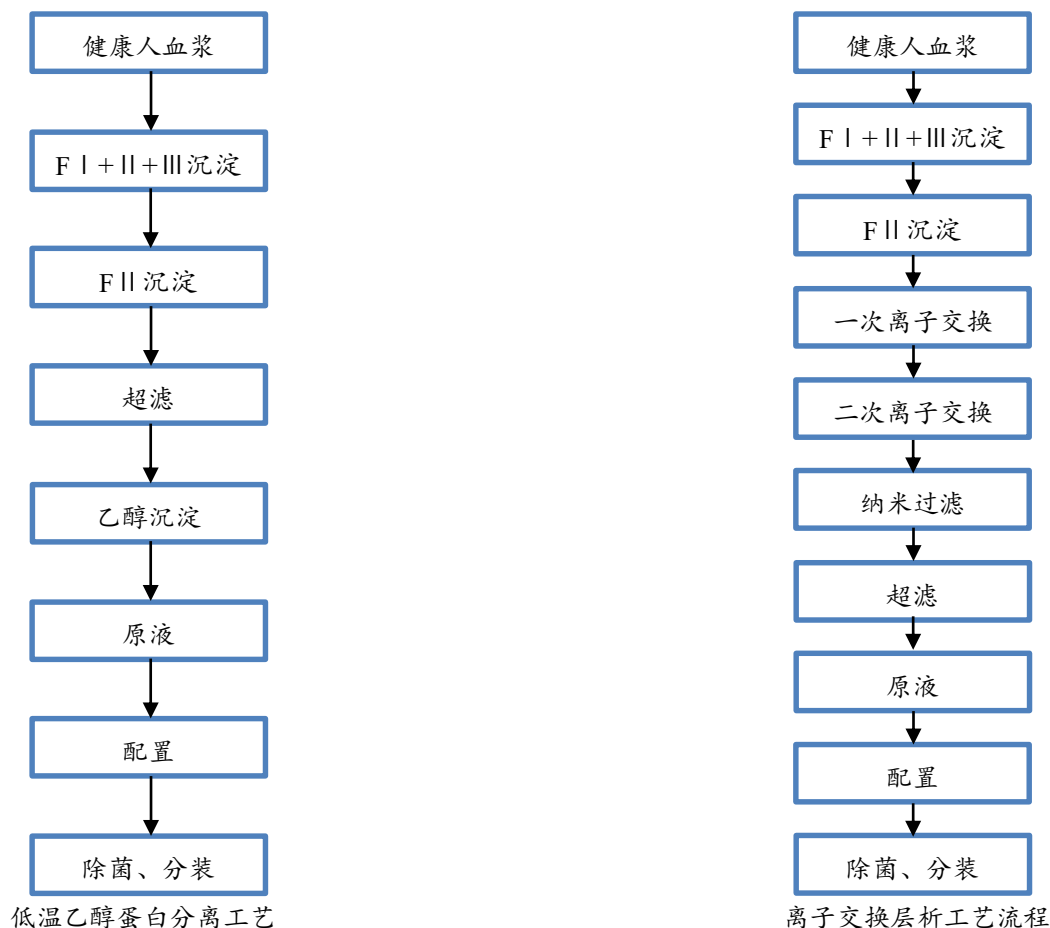 健康人血浆
FⅠ+Ⅱ+Ⅲ沉淀
FⅡ沉淀
超滤
乙醇沉淀
原液
配置
除菌、分装
低温乙醇蛋白分离工艺
健康人血浆
FⅠ+Ⅱ+Ⅲ沉淀
FⅡ沉淀
一次离子交换
二次离子交换
纳米过滤
超滤
原液
配置
除菌、分装
离子交换层析工艺流程